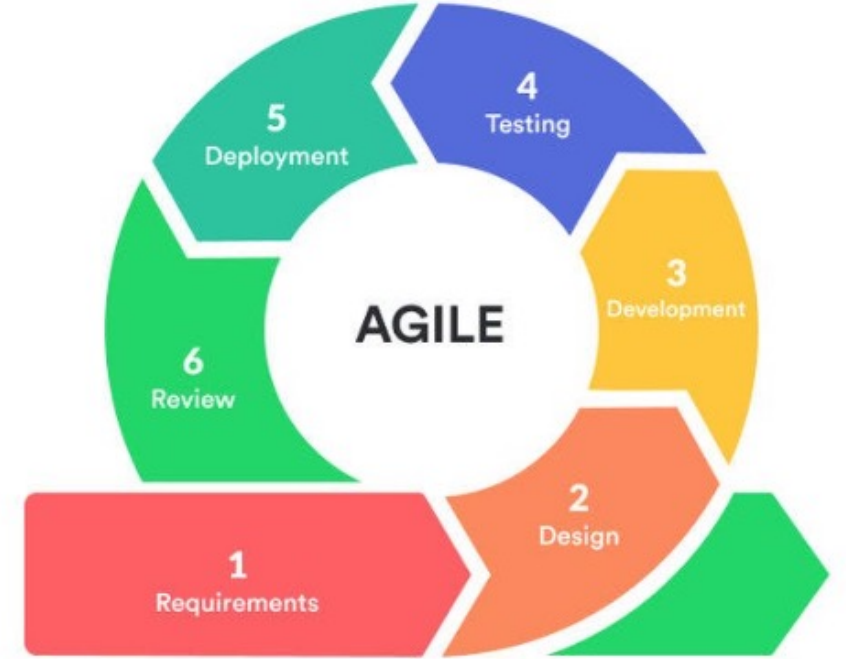 5
Deployment
4
Testing
3
Development
AGILE
6
Review
2
Design
1
Requirements